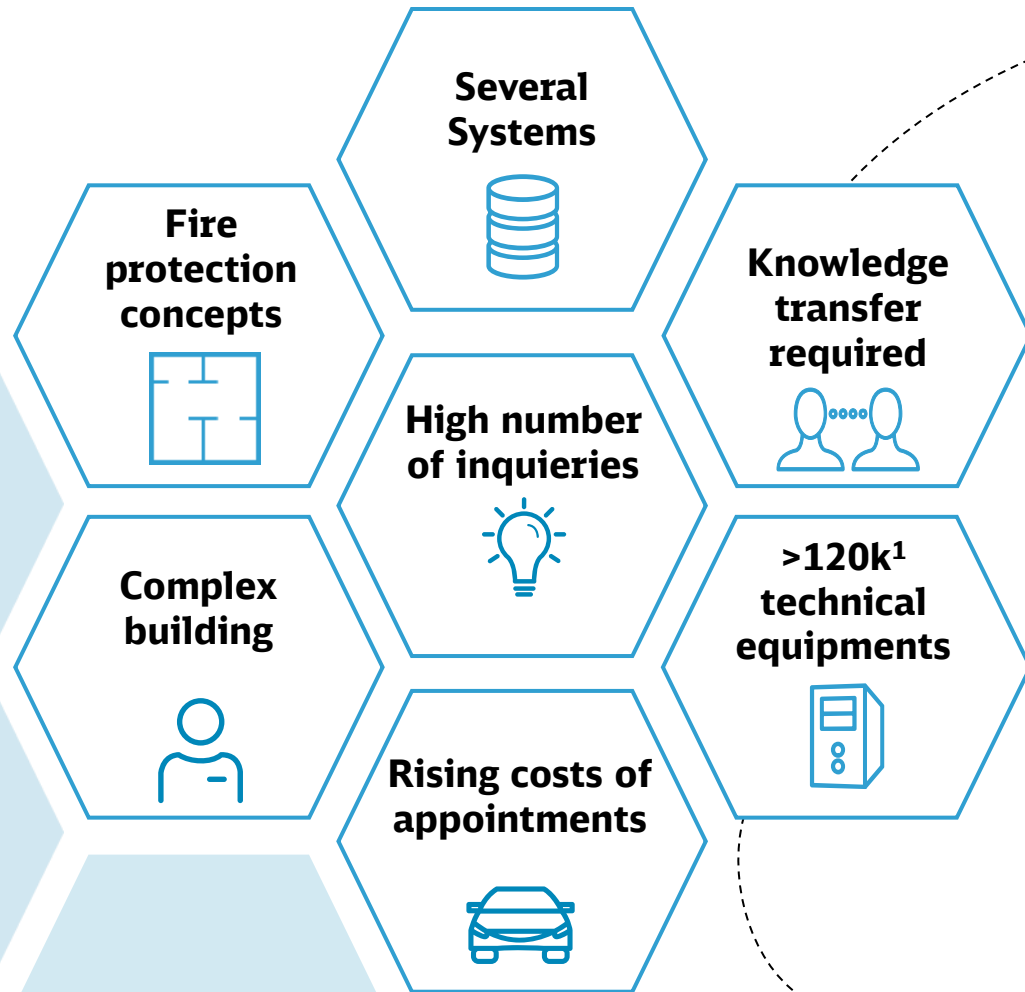 Several
Systems
Fire
protection
concepts
Knowledge
transfer
required
High number
of inquieries
Complex
building
>120k¹
technical
equipments
Rising costs of
appointments